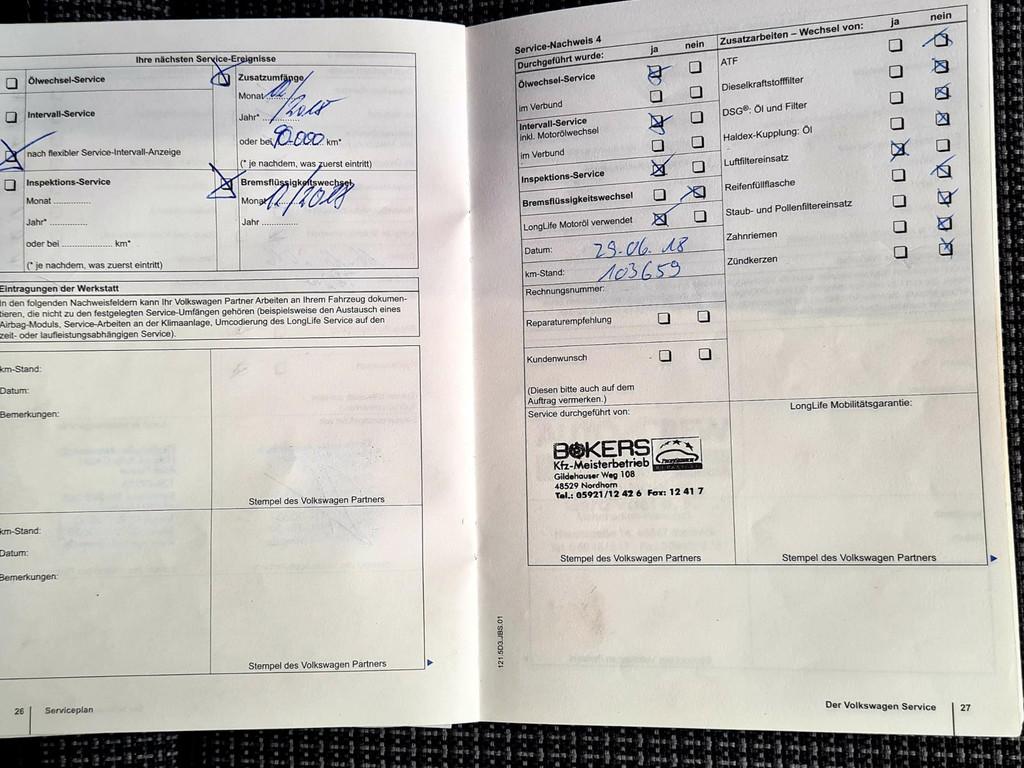 Ihre nächsten Service-Ereignisse
Ölwechsel-Service
Intervall-Service
nach flexibler Service-Intervall-Anzeige
Inspektions-Service
Monat ..............
Jahr* ..............
oder bei ................... km*
(* je nachdem, was zuerst eintritt)
Zusatzumfänge
Monat
Jahr* 12/2018
oder bei 90.000 km*
(* je nachdem, was zuerst eintritt)
Bremsflüssigkeitswechsel
Monat 12/2018
Jahr ..............
Eintragungen der Werkstatt
In den folgenden Nachweisfeldern kann Ihr Volkswagen Partner Arbeiten an Ihrem Fahrzeug dokumen-
tieren, die nicht zu den festgelegten Service-Umfängen gehören (beispielsweise den Austausch eines
Airbag-Moduls, Service-Arbeiten an der Klimaanlage, Umcodierung des LongLife Service auf den
zeit- oder laufleistungsabhängigen Service).
km-Stand:
Datum:
Bemerkungen:
Stempel des Volkswagen Partners
km-Stand:
Datum:
Bemerkungen:
Stempel des Volkswagen Partners
26 Serviceplan
Service-Nachweis 4
Durchgeführt wurde: ja nein
Ölwechsel-Service
im Verbund
Intervall-Service
inkl. Motorölwechsel
im Verbund
Inspektions-Service
Bremsflüssigkeitswechsel
LongLife Motoröl verwendet
Datum: 29.06.18
km-Stand: 103659
Rechnungsnummer:
Reparaturempfehlung
Kundenwunsch
(Diesen bitte auch auf dem
Auftrag vermerken.)
Zusatzarbeiten – Wechsel von: ja nein
ATF
Dieselkraftstofffilter
DSG®: Öl und Filter
Haldex-Kupplung: Öl
Luftfiltereinsatz
Reifenfüllflasche
Staub- und Pollenfiltereinsatz
Zahnriemen
Zündkerzen
Service durchgeführt von:
BOKERS
Kfz-Meisterbetrieb
Gildehauser Weg 108
48529 Nordhorn
Tel.: 05921/12 42 6 Fax: 12 41 7
Stempel des Volkswagen Partners
LongLife Mobilitätsgarantie:
Stempel des Volkswagen Partners
121.5D3.JBS.01
Der Volkswagen Service 27